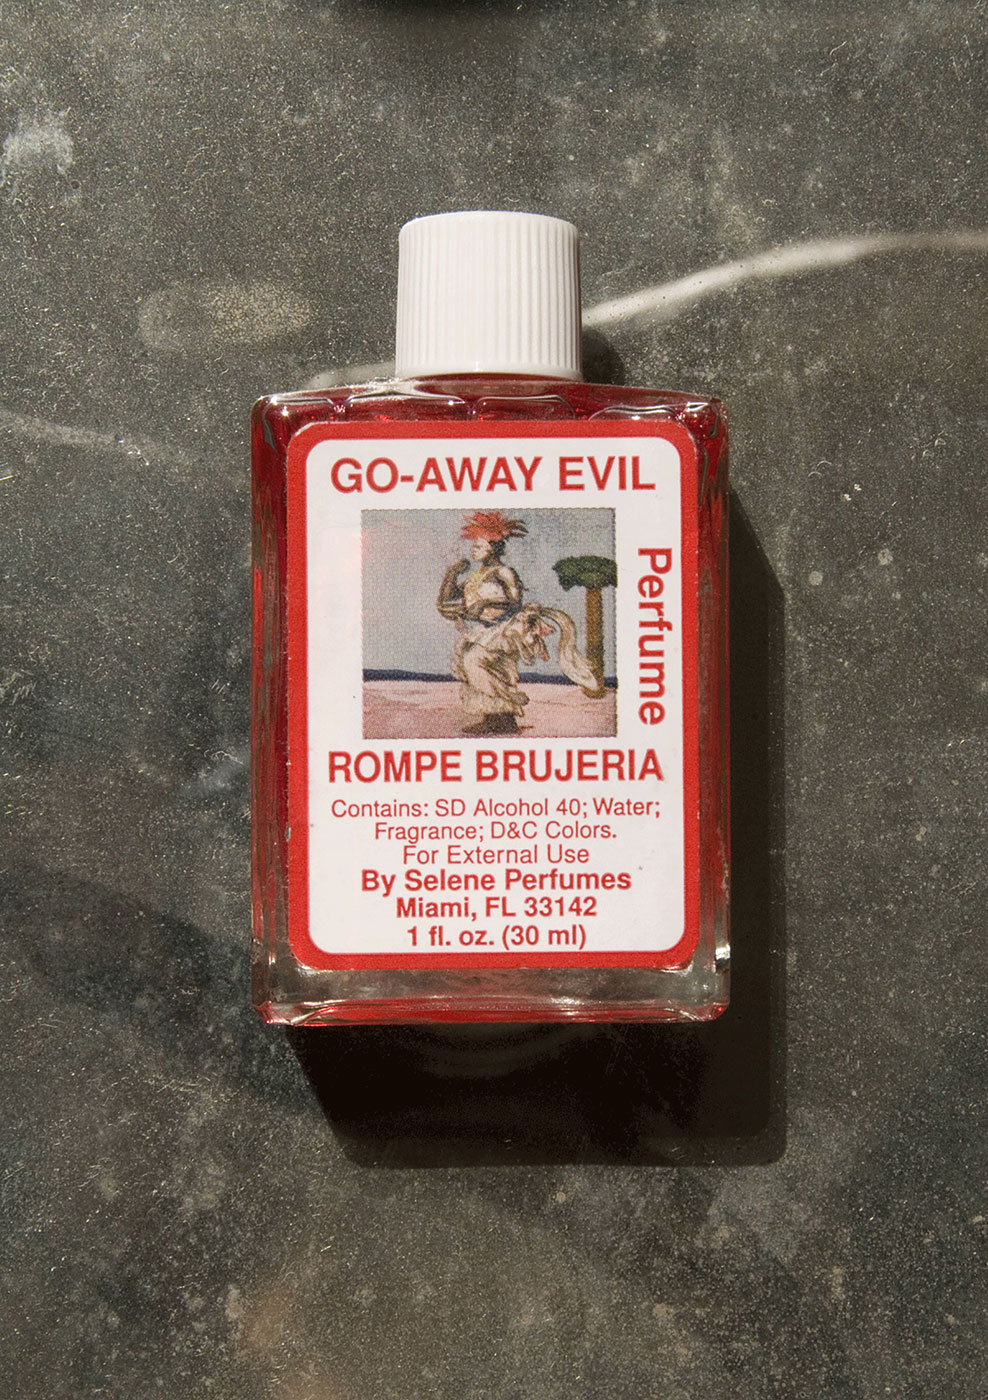 GO-AWAY EVIL
Perfume
ROMPE BRUJERIA
Contains: SD Alcohol 40; Water;
Fragrance; D&C Colors.
For External Use
By Selene Perfumes
Miami, FL 33142
1 fl. oz. (30 ml)